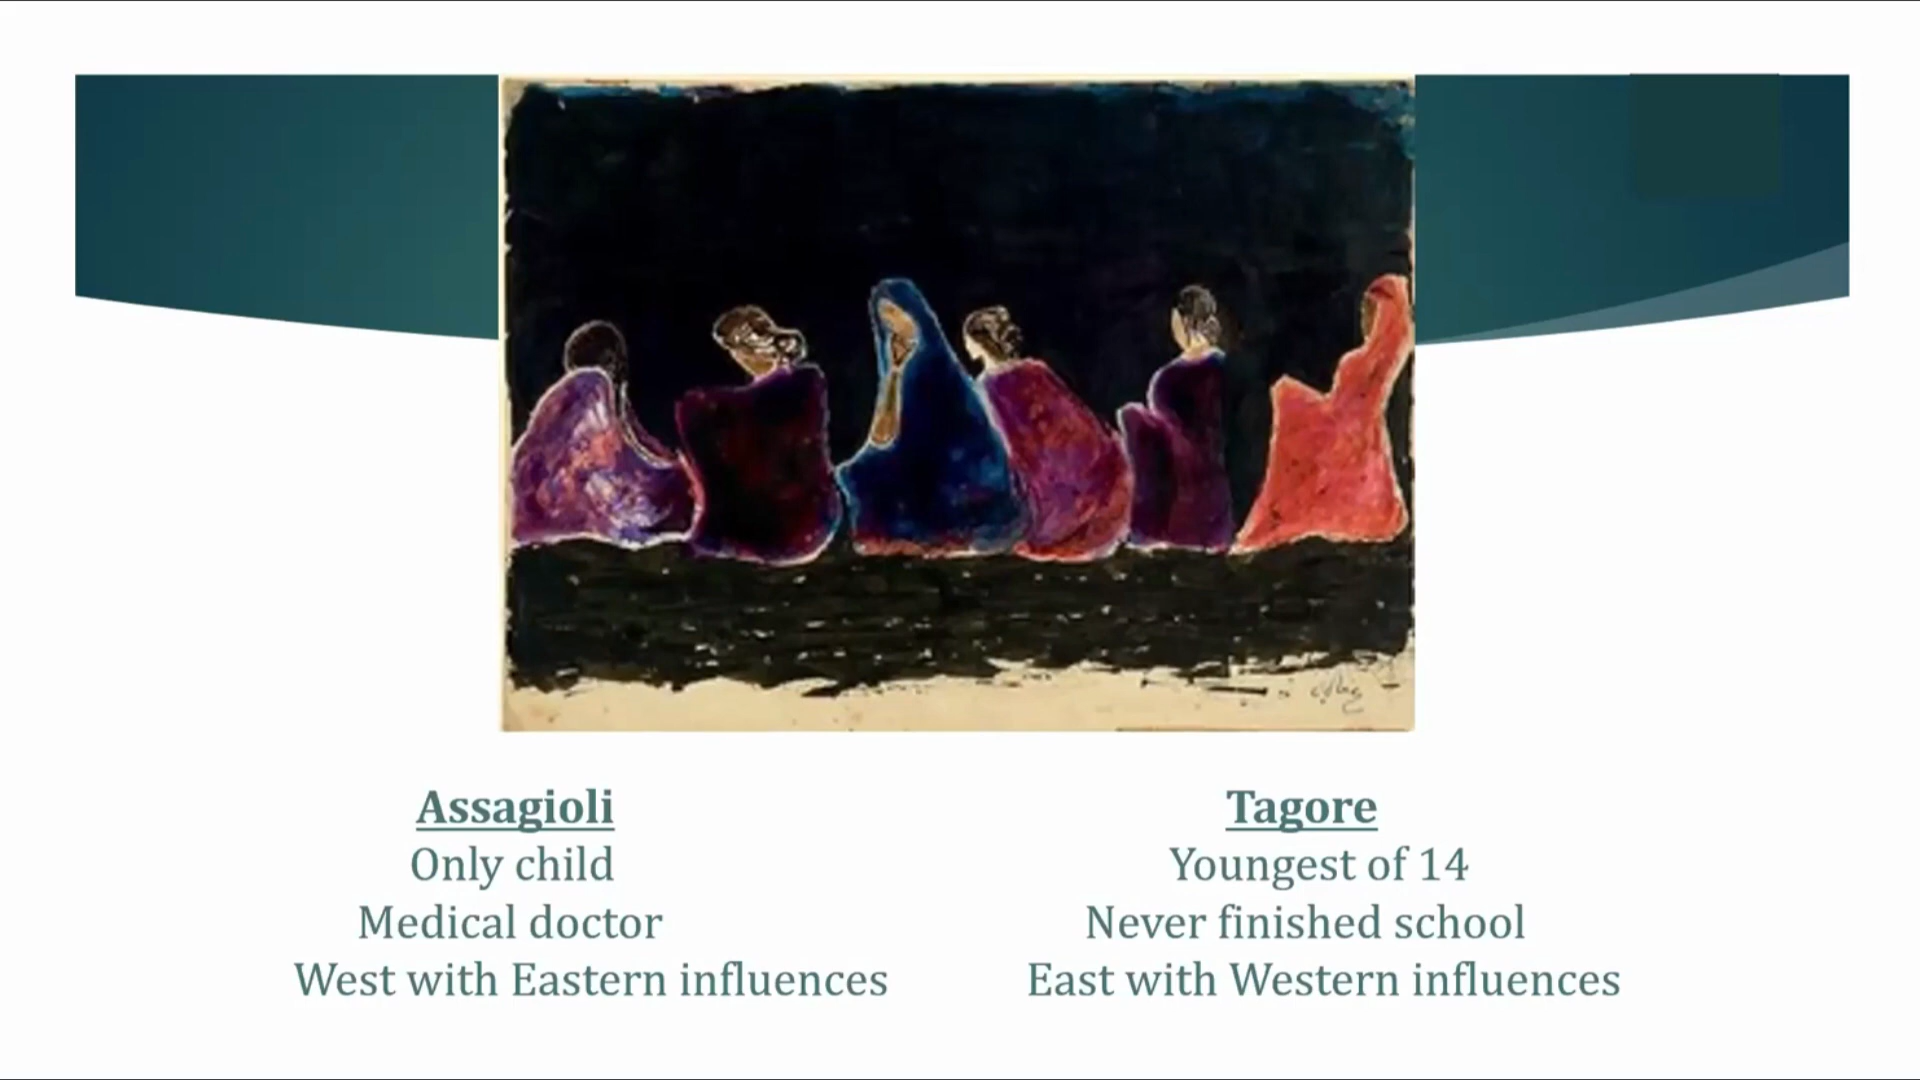 Assagioli
Only child
Medical doctor
West with Eastern influences
Tagore
Youngest of 14
Never finished school
East with Western influences